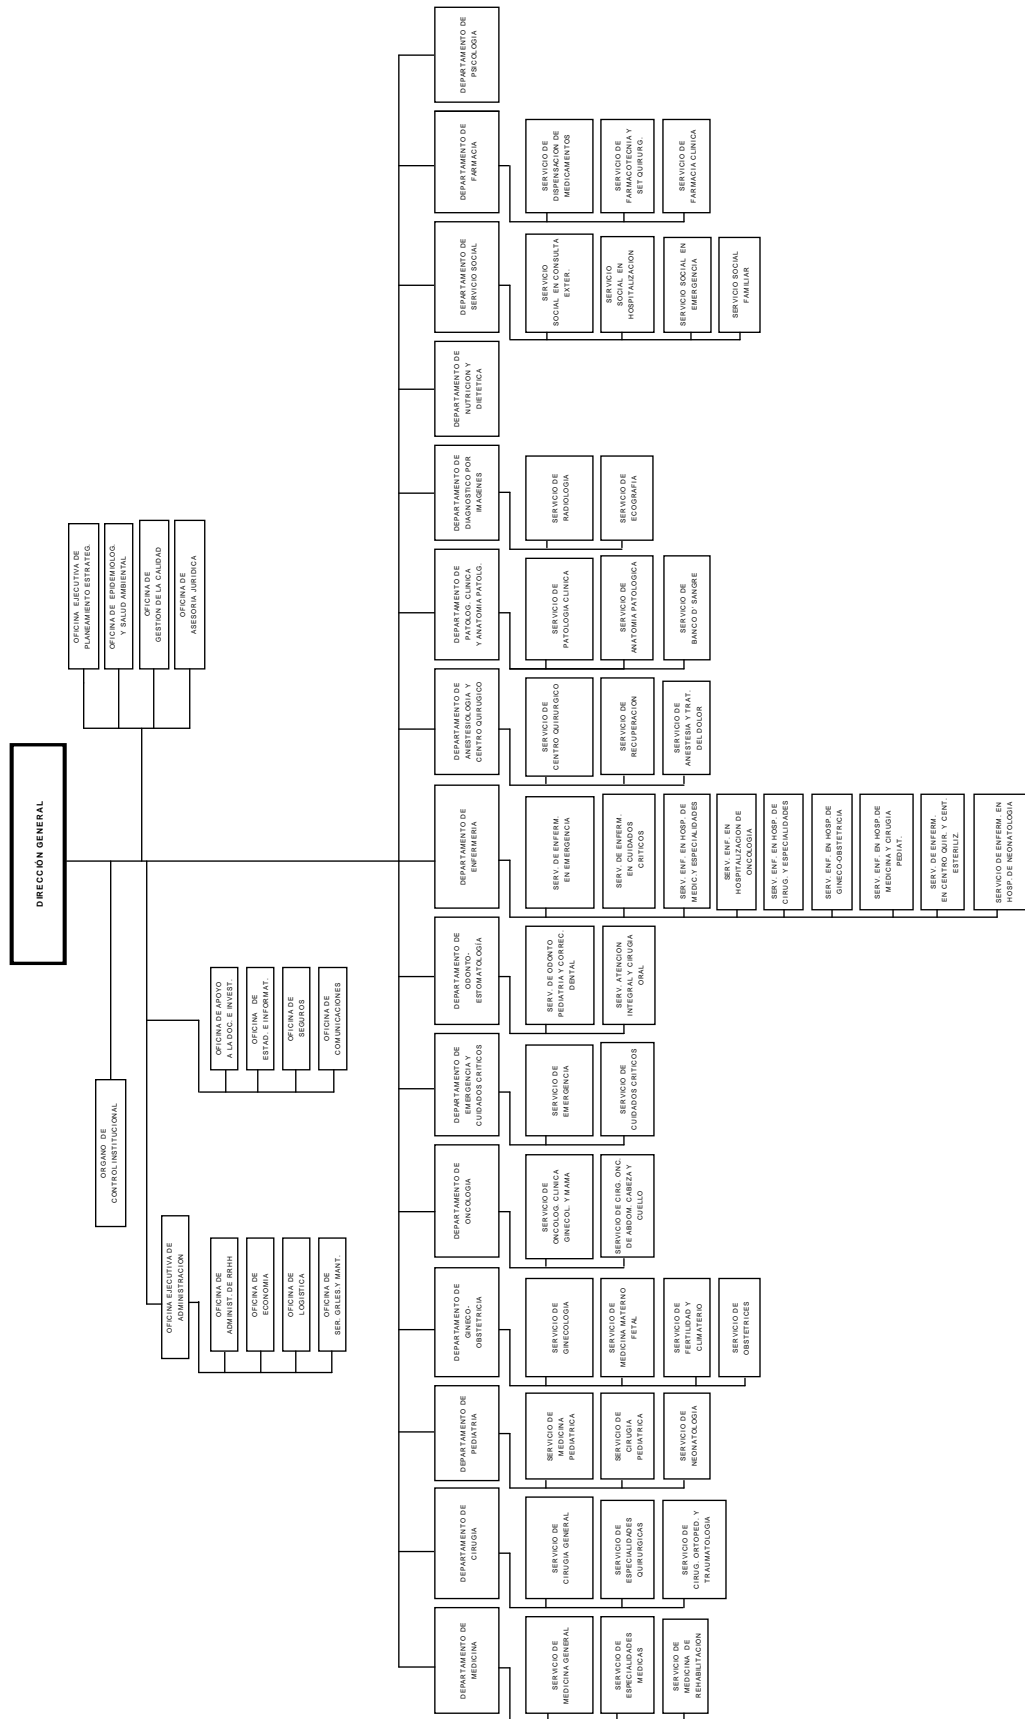 DIRECCIÓN GENERAL
ORGANO DE
CONTROL INSTITUCIONAL
OFICINA EJECUTIVA DE
PLANEAMIENTO ESTRATEG.
OFICINA DE EPIDEMIOLOG.
Y SALUD AMBIENTAL
OFICINA DE
GESTION DE LA CALIDAD
OFICINA DE
ASESORIA JURIDICA
OFICINA EJECUTIVA DE
ADMINISTRACION
OFICINA DE
ADMINIST. DE RRHH
OFICINA DE
ECONOMIA
OFICINA DE
LOGISTICA
OFICINA DE
SER. GRLES.Y MANT.
OFICINA DE APOYO
A LA DOC. E INVEST.
OFICINA DE
ESTAD. E INFORMAT.
OFICINA DE
SEGUROS
OFICINA DE
COMUNICACIONES
DEPARTAMENTO DE
MEDICINA
SERVICIO DE
MEDICINA GENERAL
SERVICIO DE
ESPECIALIDADES
MEDICAS
SERVICIO DE
MEDICINA DE
REHABILITACION
DEPARTAMENTO DE
CIRUGIA
SERVICIO DE
CIRUGIA GENERAL
SERVICIO DE
ESPECIALIDADES
QUIRURGICAS
SERVICIO DE
CIRUG. ORTOPED. Y
TRAUMATOLOGIA
DEPARTAMENTO DE
PEDIATRIA
SERVICIO DE
MEDICINA
PEDIATRICA
SERVICIO DE
CIRUGIA
PEDIATRICA
SERVICIO DE
NEONATOLOGIA
DEPARTAMENTO DE
GINECO-
OBSTETRICIA
SERVICIO DE
GINECOLOGIA
SERVICIO DE
MEDICINA MATERNO
FETAL
SERVICIO DE
FERTILIDAD Y
CLIMATERIO
SERVICIO DE
OBSTETRICES
DEPARTAMENTO DE
ONCOLOGIA
SERVICIO DE
ONCOLOG. CLINICA
GINECOL. Y MAMA
SERVICIO DE CIRG. ONC.
DE ABDOM. CABEZA Y
CUELLO
DEPARTAMENTO DE
EMERGENCIA Y
CUIDADOS CRITICOS
SERVICIO DE
EMERGENCIA
SERVICIO DE
CUIDADOS CRITICOS
DEPARTAMENTO DE
ODONTO-
ESTOMATOLOGÍA
SERV. DE ODONTO
PEDIATRIA Y CORREC.
DENTAL
SERV. ATENCION
INTEGRAL Y CIRUGIA
ORAL
DEPARTAMENTO DE
ENFERMERIA
SERV. DE ENFERM.
EN EMERGENCIA
SERV. DE ENFERM.
EN CUIDADOS
CRITICOS
SERV. ENF. EN HOSP. DE
MEDIC.Y ESPECIALIDADES
SERV. ENF. EN
HOSPITALIZACION DE
ONCOLOGIA
SERV. ENF. EN HOSP. DE
CIRUG. Y ESPECIALIDADES
SERV. ENF. EN HOSP.DE
GINECO-OBSTETRICIA
SERV. ENF. EN HOSP.DE
MEDICINA Y CIRUGIA
PEDIAT.
SERV. DE ENFERM.
EN CENTRO QUIR. Y CENT.
ESTERILIZ.
SERVICIO DE ENFERM. EN
HOSP. DE NEONATOLOGIA
DEPARTAMENTO DE
ANESTESIOLOGIA Y
CENTRO QUIRUGICO
SERVICIO DE
CENTRO QUIRURGICO
SERVICIO DE
RECUPERACION
SERVICIO DE
ANESTESIA Y TRAT.
DEL DOLOR
DEPARTAMENTO DE
PATOLOG. CLINICA
Y ANATOMIA PATOLG.
SERVICIO DE
PATOLOGIA CLINICA
SERVICIO DE
ANATOMIA PATOLOGICA
SERVICIO DE
BANCO D' SANGRE
DEPARTAMENTO DE
DIAGNOSTICO POR
IMAGENES
SERVICIO DE
RADIOLOGIA
SERVICIO DE
ECOGRAFIA
DEPARTAMENTO DE
NUTRICION Y
DIETETICA
DEPARTAMENTO DE
SERVICIO SOCIAL
SERVICIO
SOCIAL EN CONSULTA
EXTER.
SERVICIO
SOCIAL EN
HOSPITALIZACION
SERVICIO SOCIAL EN
EMERGENCIA
SERVICIO SOCIAL
FAMILIAR
DEPARTAMENTO DE
FARMACIA
SERVICIO DE
DISPENSACION DE
MEDICAMENTOS
SERVICIO DE
FARMACOTECNIA Y
SET QUIRURG.
SERVICIO DE
FARMACIA CLINICA
DEPARTAMENTO DE
PSICOLOGIA